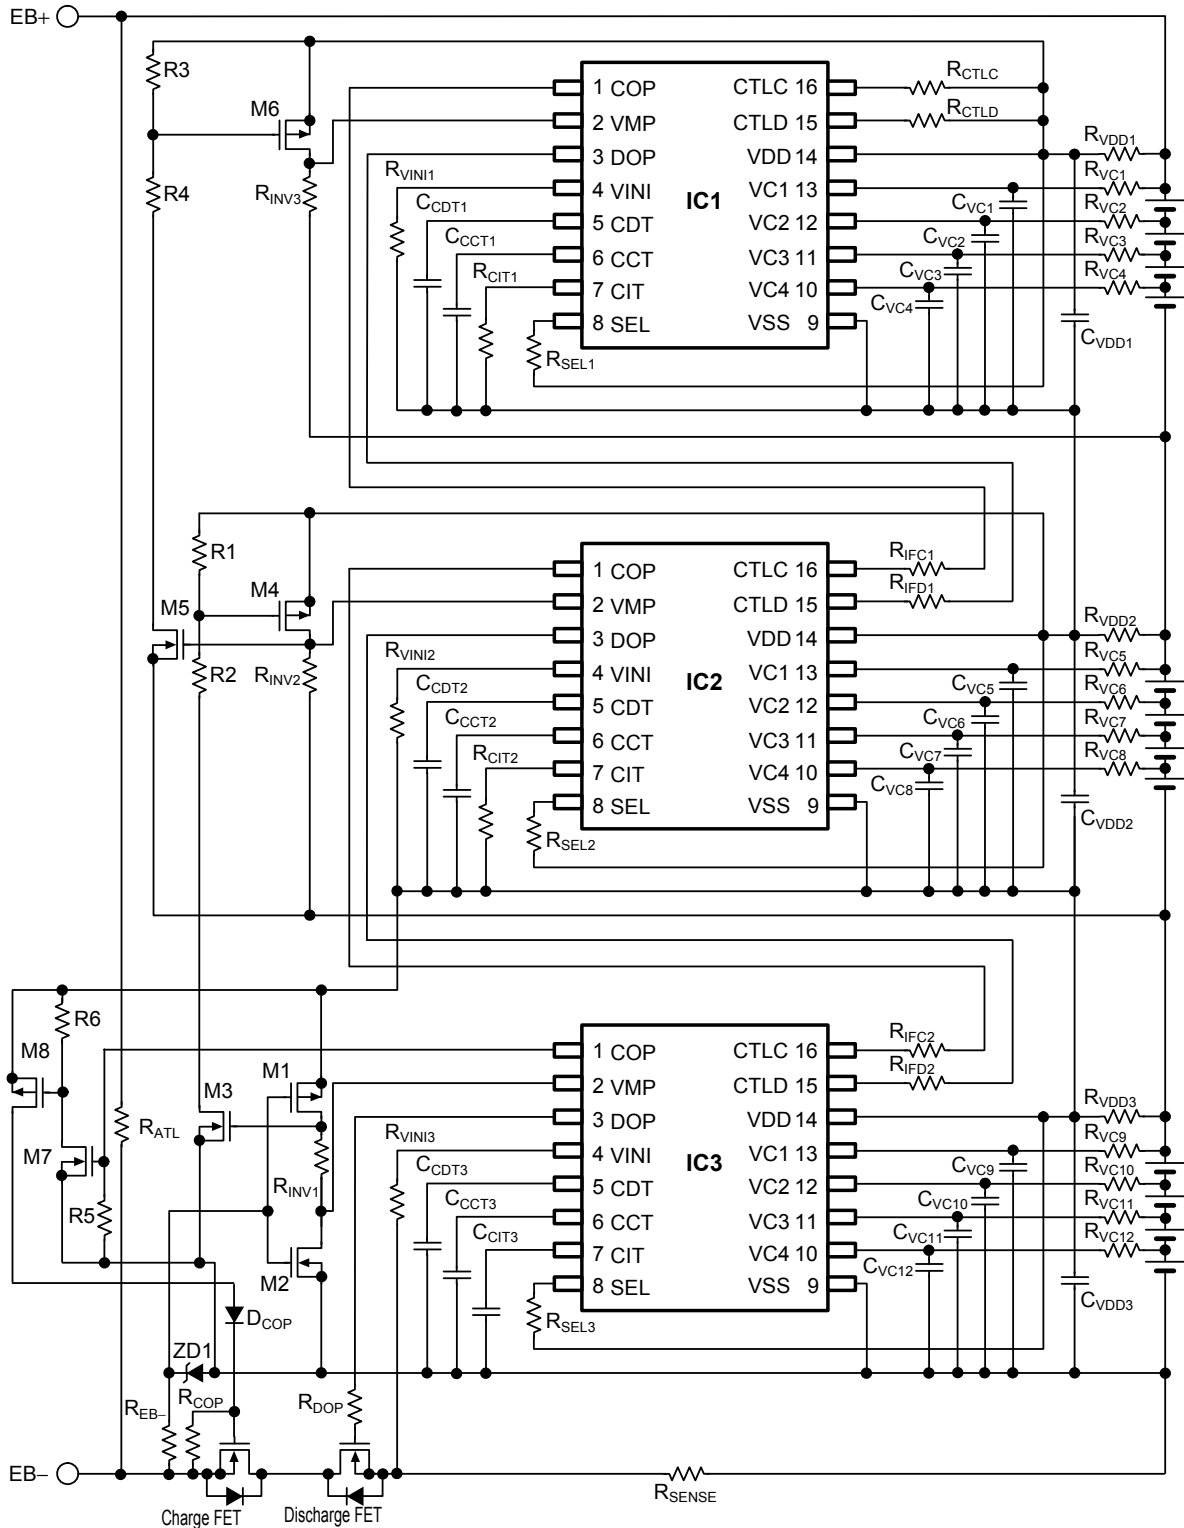 EB+
R3
M6
R4
RINV3
RVINI1
CCDT1
CCCT1
RCIT1
RSEL1
1 COP
2 VMP
3 DOP
4 VINI
5 CDT
6 CCT
7 CIT
8 SEL
IC1
CTLC 16
CTLD 15
VDD 14
VC1 13
VC2 12
VC3 11
VC4 10
VSS 9
RCTLC
RCTLD
RVDD1
RVC1
RVC2
RVC3
RVC4
CVC1
CVC2
CVC3
CVC4
CVDD1
R1
M4
M5
R2
RINV2
RVINI2
CCDT2
CCCT2
RCIT2
RSEL2
1 COP
2 VMP
3 DOP
4 VINI
5 CDT
6 CCT
7 CIT
8 SEL
IC2
CTLC 16
CTLD 15
VDD 14
VC1 13
VC2 12
VC3 11
VC4 10
VSS 9
RIFC1
RIFD1
RVDD2
RVC5
RVC6
RVC7
RVC8
CVC5
CVC6
CVC7
CVC8
CVDD2
R6
M8
M1
M3
RATL
M7
RINV1
R5
M2
DCOP
ZD1
RVINI3
CCDT3
CCCT3
CCIT3
RSEL3
1 COP
2 VMP
3 DOP
4 VINI
5 CDT
6 CCT
7 CIT
8 SEL
IC3
CTLC 16
CTLD 15
VDD 14
VC1 13
VC2 12
VC3 11
VC4 10
VSS 9
RIFC2
RIFD2
RVDD3
RVC9
RVC10
RVC11
RVC12
CVC9
CVC10
CVC11
CVC12
CVDD3
REB–
RCOP
RDOP
EB–
RSENSE
Charge FET
Discharge FET